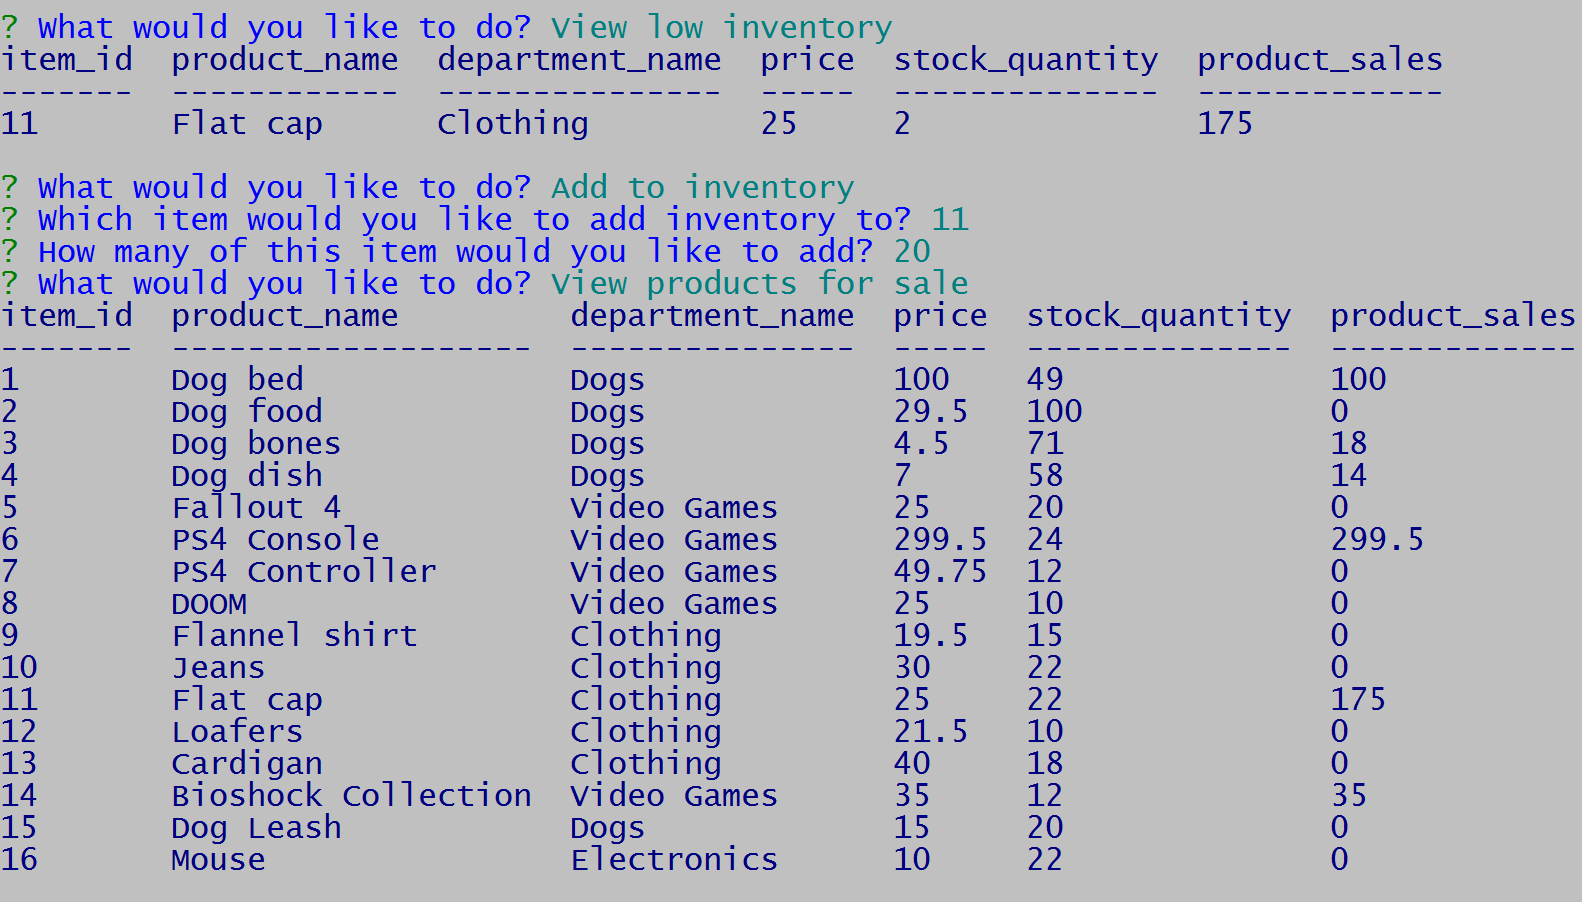 ? What would you like to do? View low inventory
item_id  product_name  department_name  price  stock_quantity  product_sales
-------  ------------  ---------------  -----  --------------  -------------
11       Flat cap      Clothing         25     2               175
? What would you like to do? Add to inventory
? Which item would you like to add inventory to? 11
? How many of this item would you like to add? 20
? What would you like to do? View products for sale
item_id  product_name         department_name  price  stock_quantity  product_sales
-------  -------------------  ---------------  -----  --------------  -------------
1        Dog bed              Dogs             100    49              100
2        Dog food             Dogs             29.5   100             0
3        Dog bones            Dogs             4.5    71              18
4        Dog dish             Dogs             7      58              14
5        Fallout 4            Video Games      25     20              0
6        PS4 Console          Video Games      299.5  24              299.5
7        PS4 Controller       Video Games      49.75  12              0
8        DOOM                 Video Games      25     10              0
9        Flannel shirt        Clothing         19.5   15              0
10       Jeans                Clothing         30     22              0
11       Flat cap             Clothing         25     22              175
12       Loafers              Clothing         21.5   10              0
13       Cardigan             Clothing         40     18              0
14       Bioshock Collection  Video Games      35     12              35
15       Dog Leash            Dogs             15     20              0
16       Mouse                Electronics      10     22              0